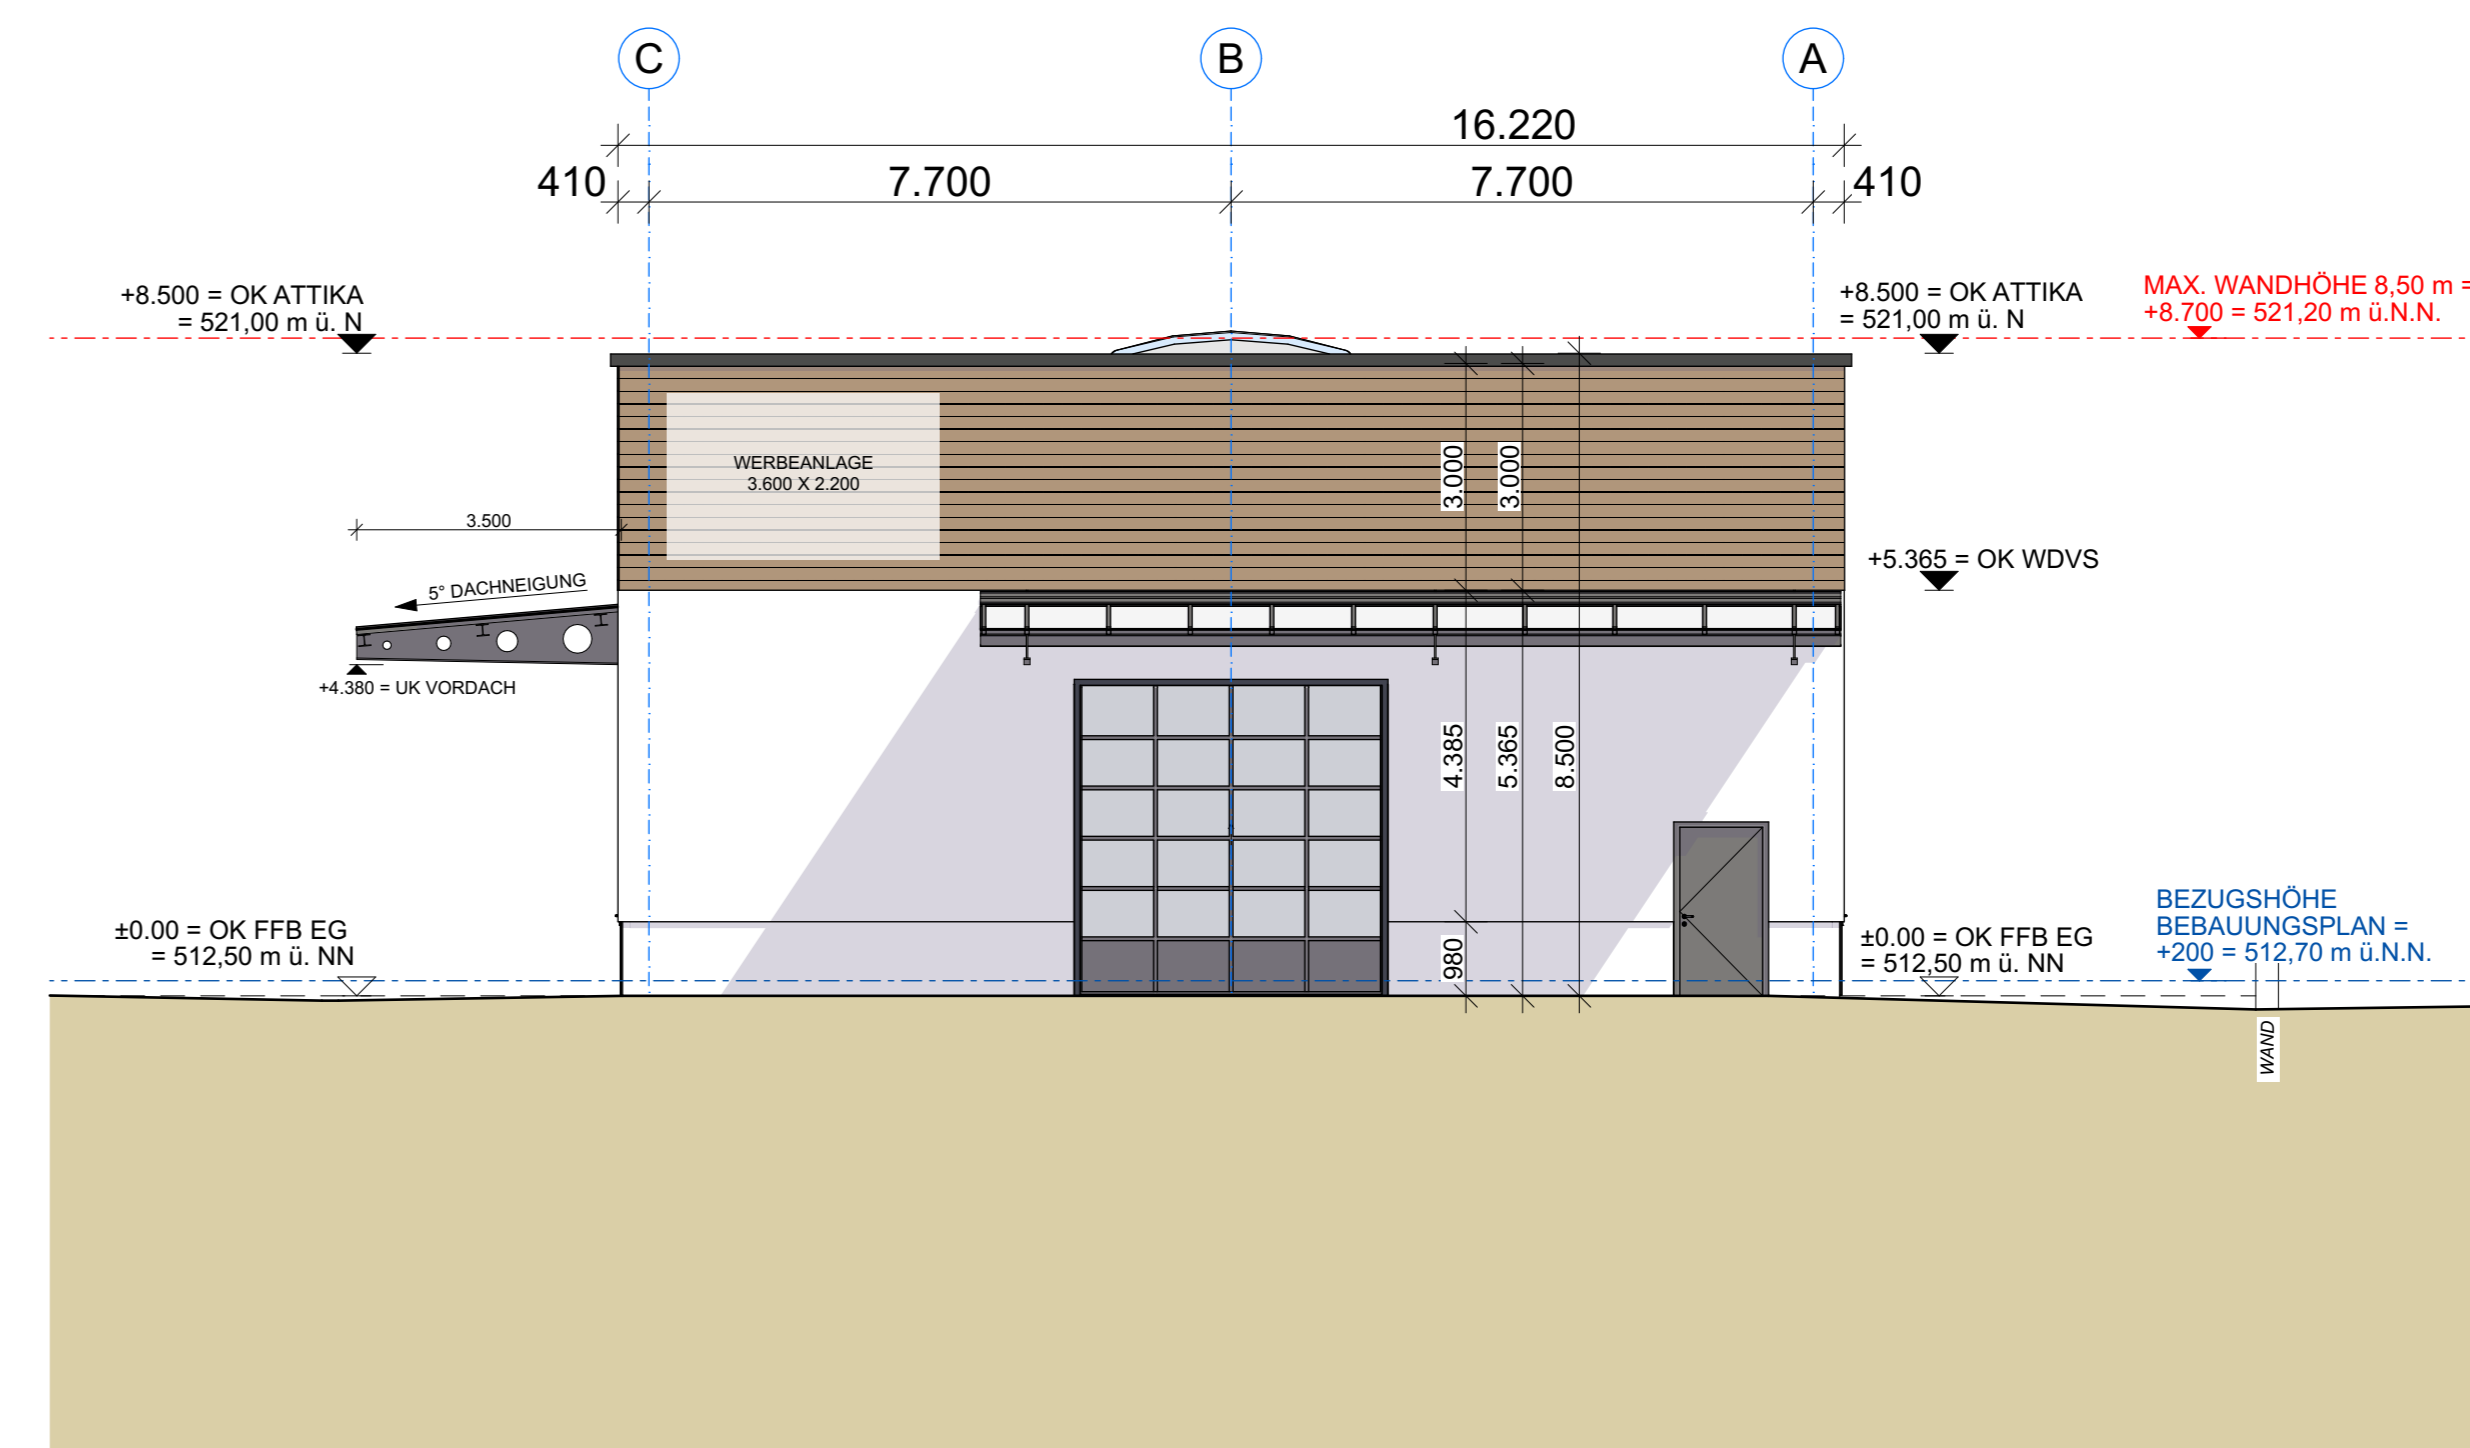 C
B
A
16.220
410
7.700
7.700
410
+8.500 = OK ATTIKA
= 521,00 m ü. N
+8.500 = OK ATTIKA
= 521,00 m ü. N
MAX. WANDHÖHE 8,50 m =
+8.700 = 521,20 m ü.N.N.
WERBEANLAGE
3.600 X 2.200
3.000
3.000
3.500
+5.365 = OK WDVS
5° DACHNEIGUNG
+4.380 = UK VORDACH
4.385
5.365
8.500
±0.00 = OK FFB EG
= 512,50 m ü. NN
980
±0.00 = OK FFB EG
= 512,50 m ü. NN
BEZUGSHÖHE
BEBAUUNGSPLAN =
+200 = 512,70 m ü.N.N.
WAND